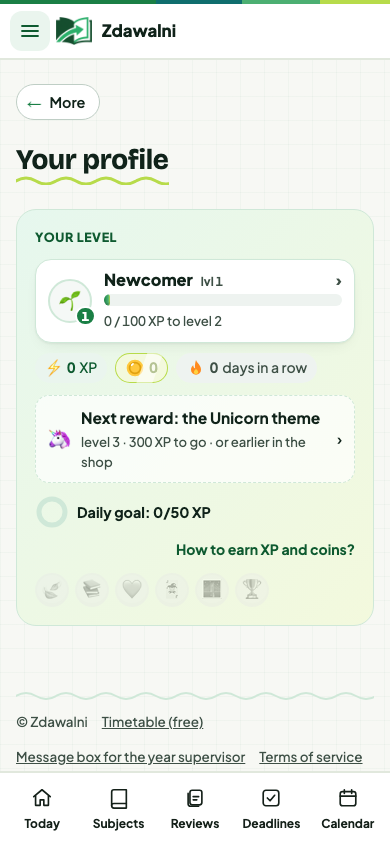 Zdawalni
← More
Your profile
YOUR LEVEL
Newcomer lvl 1 ›
1
0 / 100 XP to level 2
0 XP
0
0 days in a row
Next reward: the Unicorn theme
level 3 · 300 XP to go · or earlier in the
shop
›
Daily goal: 0/50 XP
How to earn XP and coins?
© Zdawalni Timetable (free)
Message box for the year supervisor Terms of service
Today Subjects Reviews Deadlines Calendar